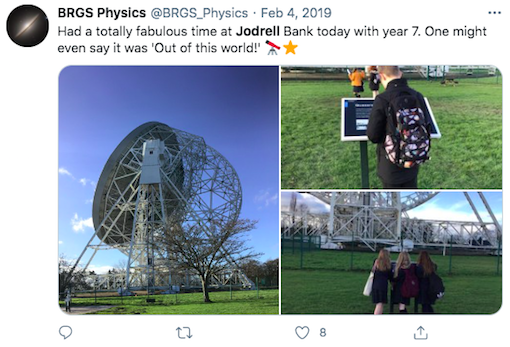 BRGS Physics @BRGS_Physics · Feb 4, 2019 ...
Had a totally fabulous time at Jodrell Bank today with year 7. One might
even say it was 'Out of this world!' 🔭⭐
8